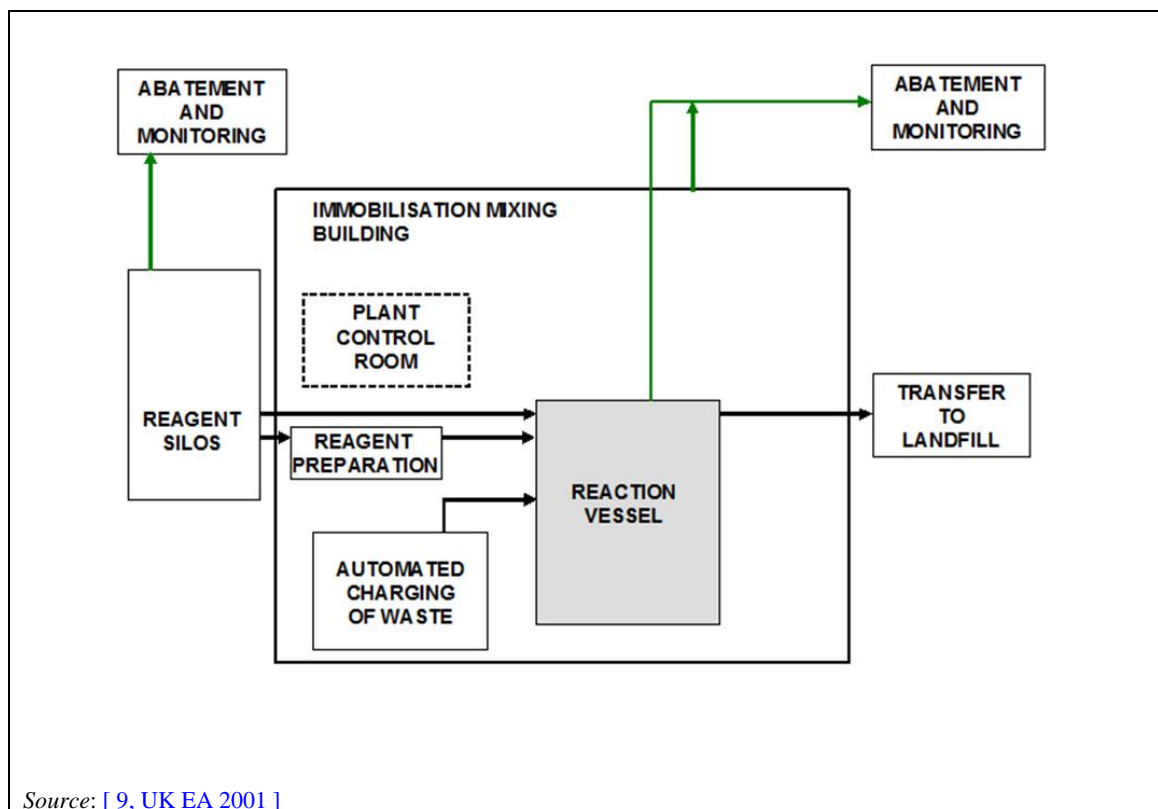 ABATEMENT
AND
MONITORING
ABATEMENT
AND
MONITORING
IMMOBILISATION MIXING
BUILDING
PLANT
CONTROL
ROOM
REAGENT
SILOS
REAGENT
PREPARATION
TRANSFER
TO
LANDFILL
REACTION
VESSEL
AUTOMATED
CHARGING
OF WASTE
Source: [ 9, UK EA 2001 ]